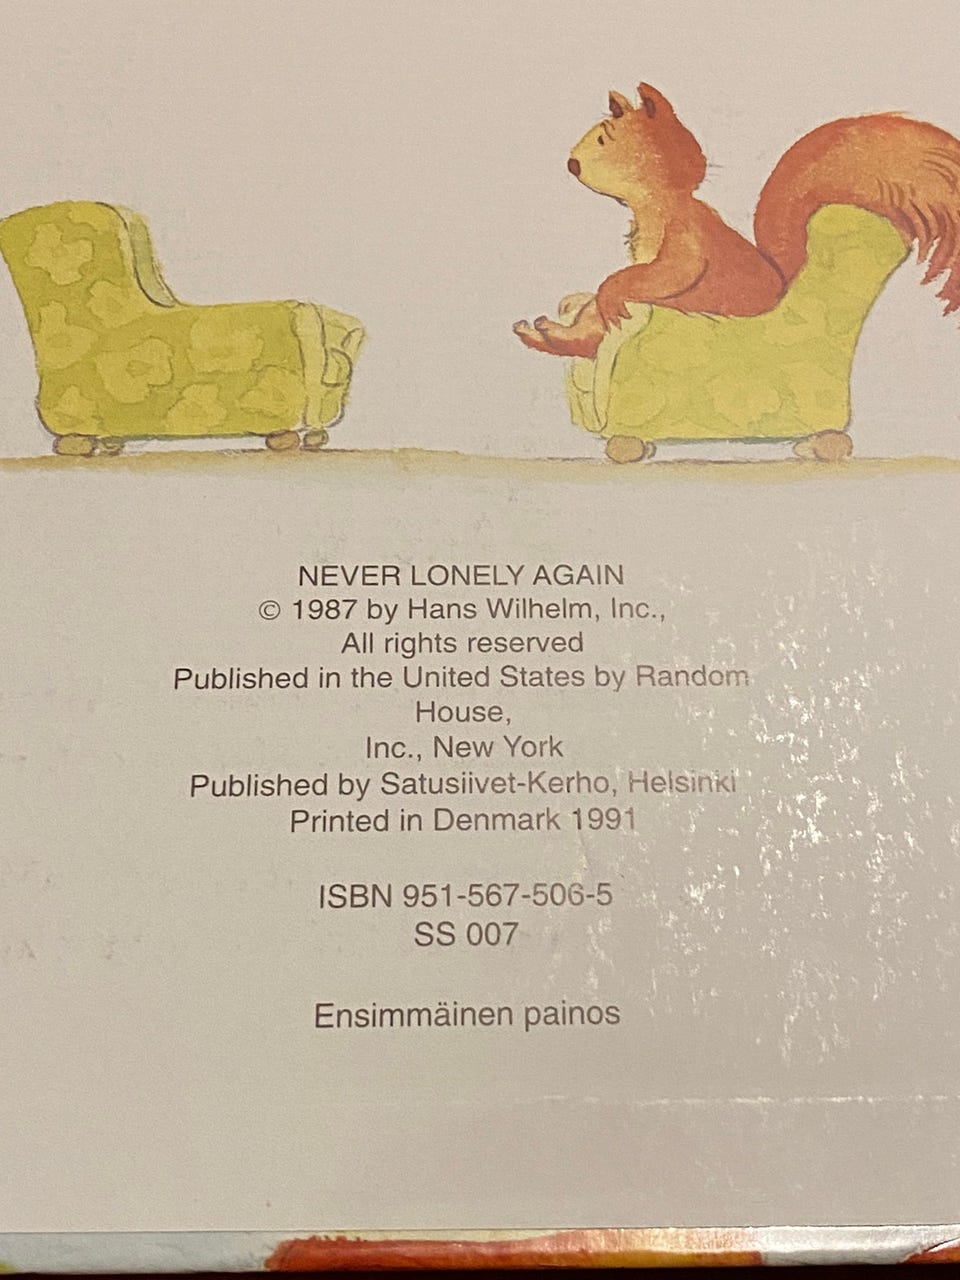 NEVER LONELY AGAIN
© 1987 by Hans Wilhelm, Inc.,
All rights reserved
Published in the United States by Random
House,
Inc., New York
Published by Satusiivet-Kerho, Helsinki
Printed in Denmark 1991
ISBN 951-567-506-5
SS 007
Ensimmäinen painos